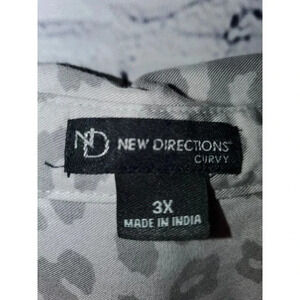 ND NEW DIRECTIONS®
CURVY
3X
MADE IN INDIA